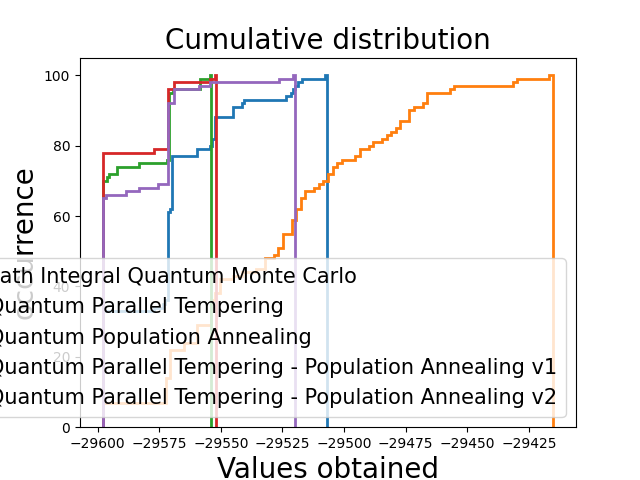 Cumulative distribution
100
80
60
40
20
0
occurrence
ath Integral Quantum Monte Carlo
Quantum Parallel Tempering
Quantum Population Annealing
Quantum Parallel Tempering - Population Annealing v1
Quantum Parallel Tempering - Population Annealing v2
−29600 −29575 −29550 −29525 −29500 −29475 −29450 −29425
Values obtained